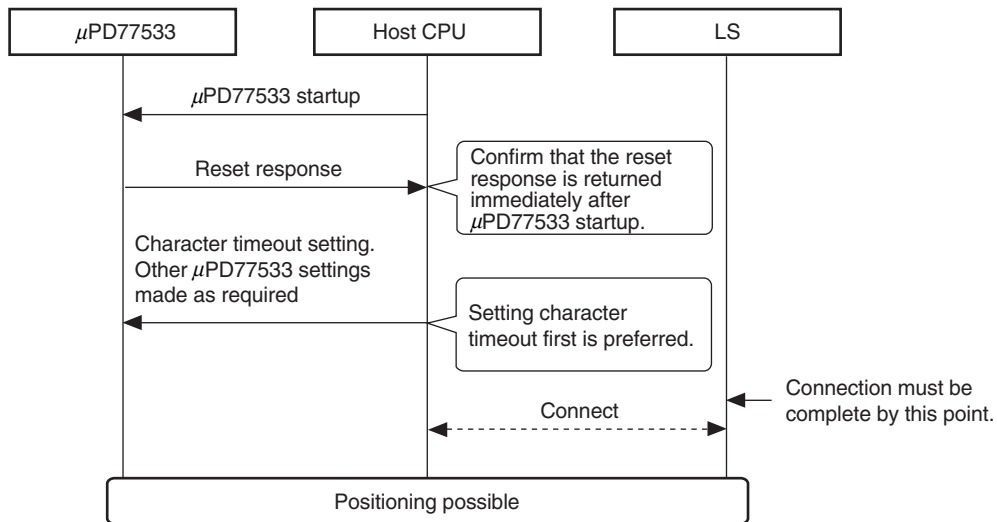 μPD77533
Host CPU
LS
μPD77533 startup
Reset response
Confirm that the reset
response is returned
immediately after
μPD77533 startup.
Character timeout setting.
Other μPD77533 settings
made as required
Setting character
timeout first is preferred.
Connection must be
complete by this point.
Connect
Positioning possible